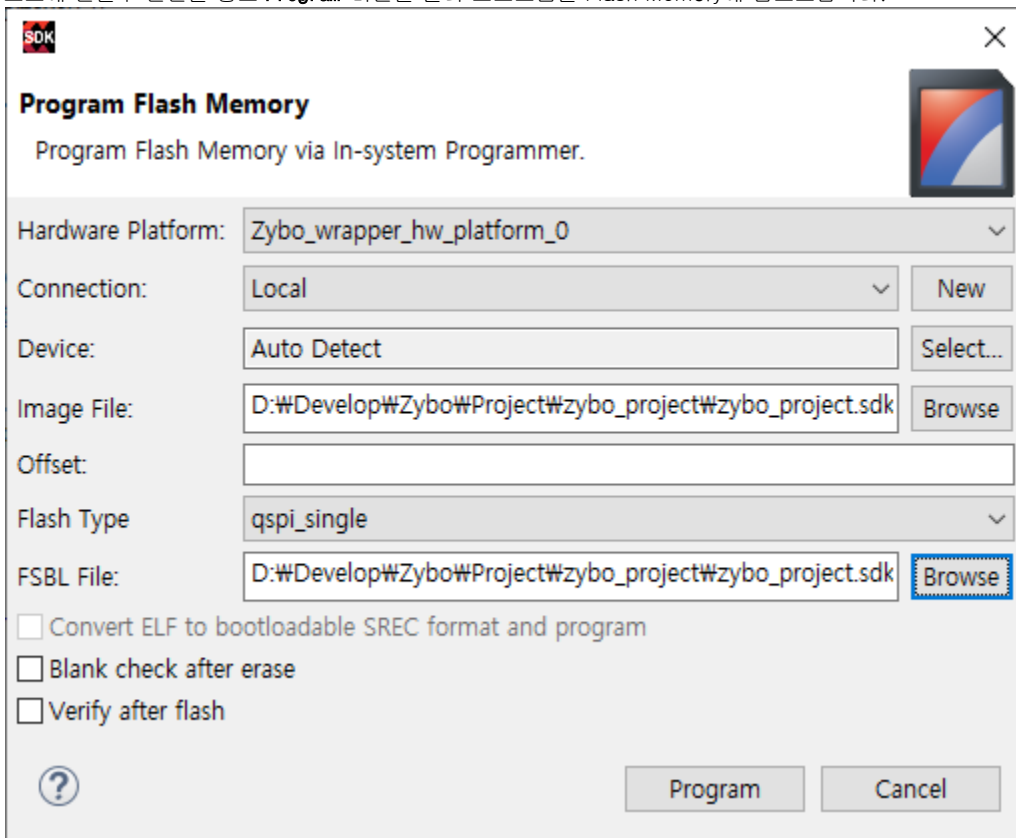 Program
Flash Memory
SDK
Program Flash Memory
Program Flash Memory via In-system Programmer.
Hardware Platform: Zybo_wrapper_hw_platform_0
Connection: Local New
Device: Auto Detect Select...
Image File: D:₩Develop₩Zybo₩Project₩zybo_project₩zybo_project.sdk Browse
Offset:
Flash Type qspi_single
FSBL File: D:₩Develop₩Zybo₩Project₩zybo_project₩zybo_project.sdk Browse
Convert ELF to bootloadable SREC format and program
Blank check after erase
Verify after flash
? Program Cancel